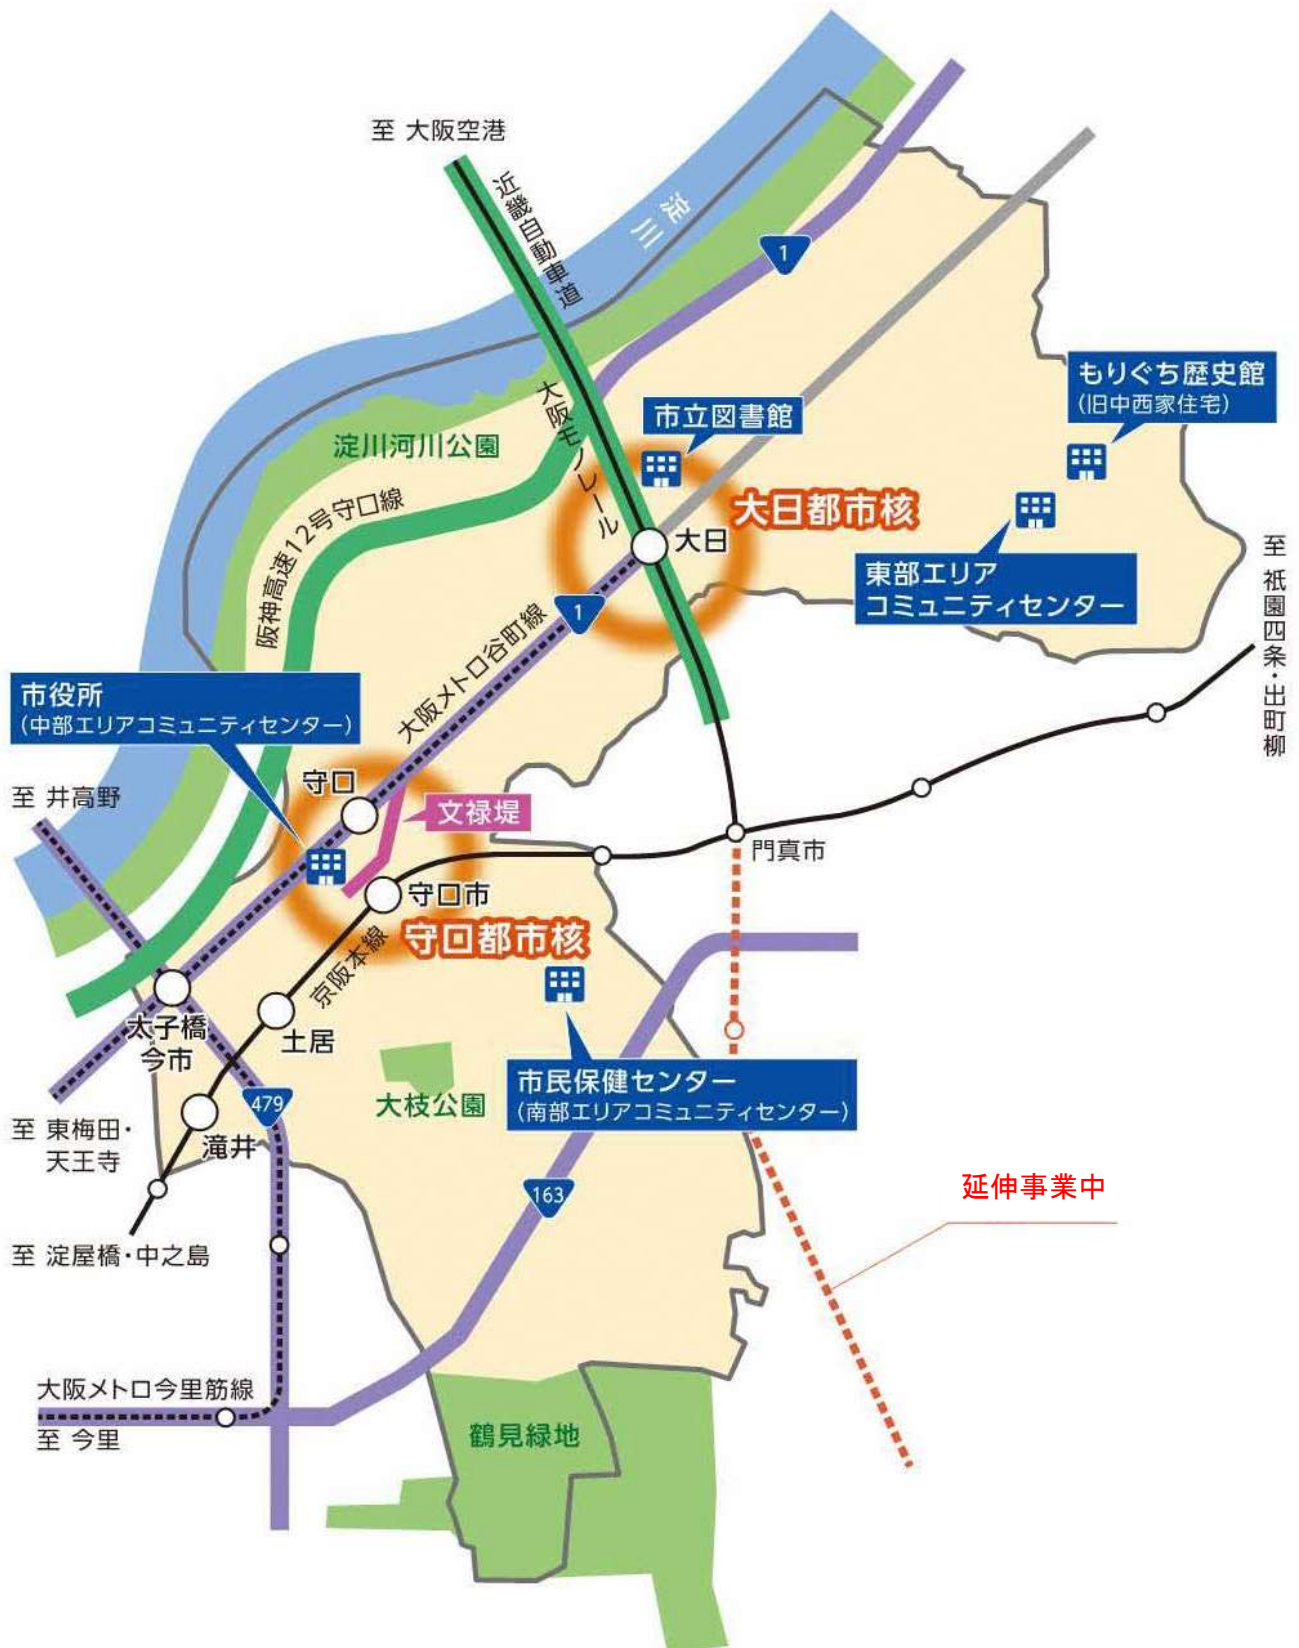 至 大阪空港
近畿自動車道
淀川
1
もりぐち歴史館
(旧中西家住宅)
市立図書館
大阪モノレール
淀川河川公園
阪神高速12号守口線
大日都市核
大日
東部エリア
コミュニティセンター
至 祇園四条・出町柳
1
大阪メトロ谷町線
市役所
(中部エリアコミュニティセンター)
守口
至 井高野
文禄堤
門真市
守口市
守口都市核
京阪本線
太子橋
今市
土居
市民保健センター
(南部エリアコミュニティセンター)
大枝公園
479
至 東梅田・
天王寺
滝井
163
延伸事業中
至 淀屋橋・中之島
大阪メトロ今里筋線
至 今里
鶴見緑地